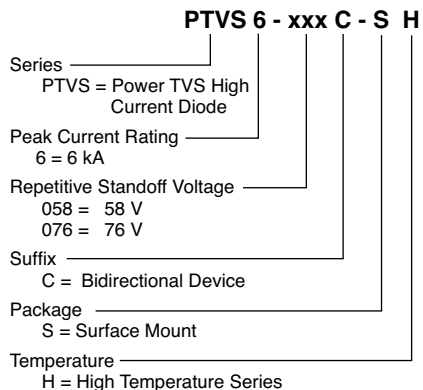 PTVS 6 - xxx C - S H
Series
PTVS = Power TVS High
Current Diode
Peak Current Rating
6 = 6 kA
Repetitive Standoff Voltage
058 = 58 V
076 = 76 V
Suffix
C = Bidirectional Device
Package
S = Surface Mount
Temperature
H = High Temperature Series